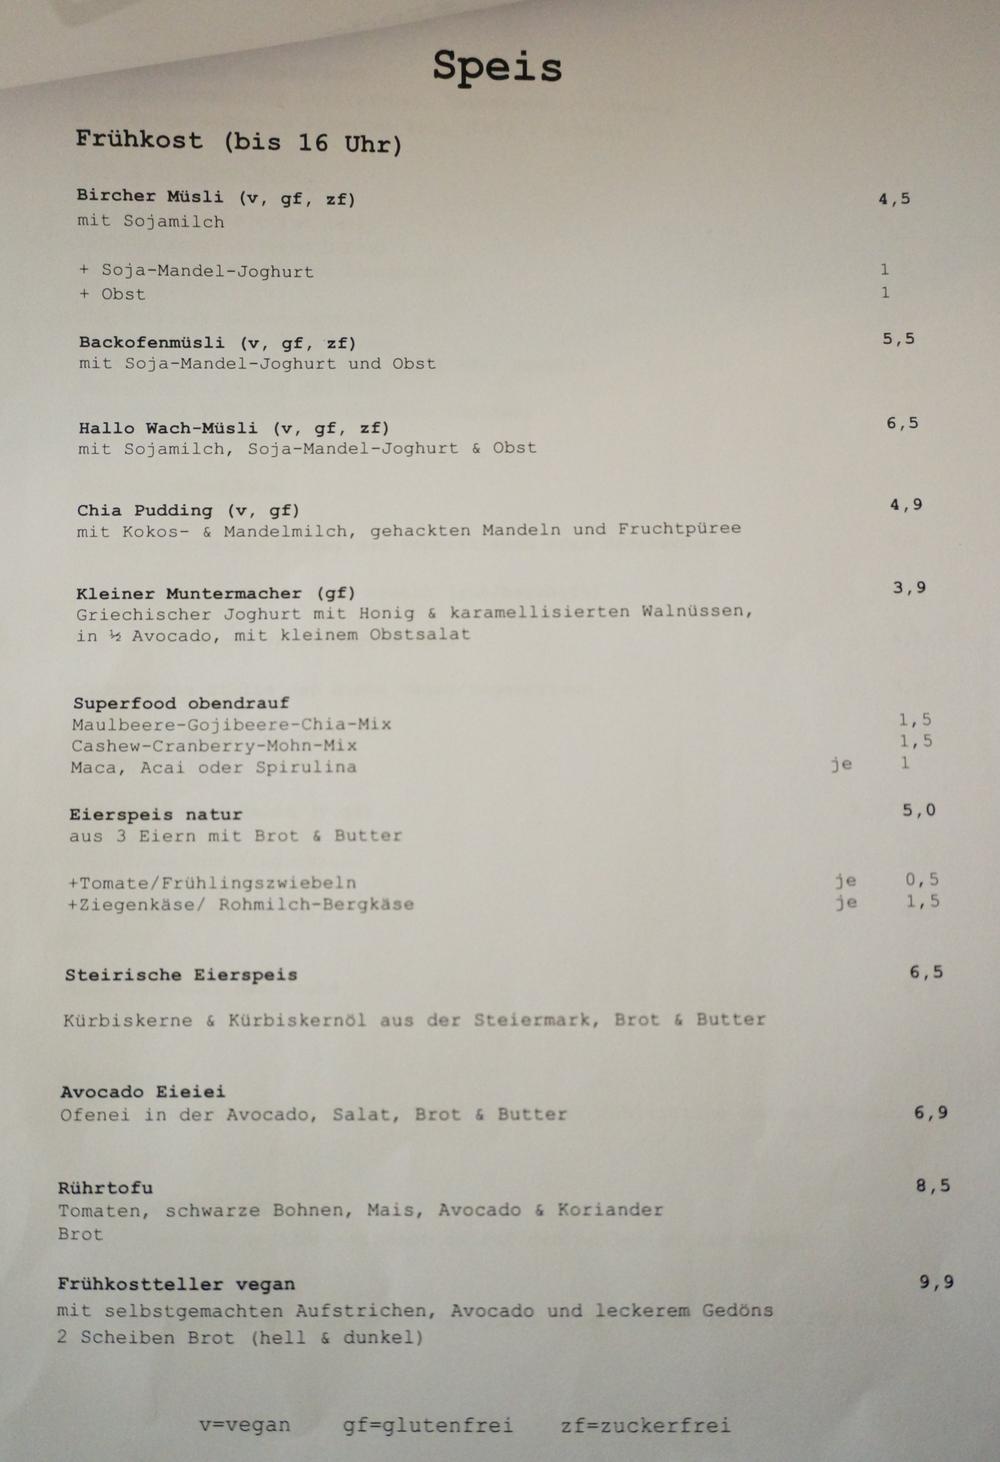 Speis
Frühkost (bis 16 Uhr)
Bircher Müsli (v, gf, zf) 4,5
mit Sojamilch
+ Soja-Mandel-Joghurt 1
+ Obst 1
Backofenmüsli (v, gf, zf) 5,5
mit Soja-Mandel-Joghurt und Obst
Hallo Wach-Müsli (v, gf, zf) 6,5
mit Sojamilch, Soja-Mandel-Joghurt & Obst
Chia Pudding (v, gf) 4,9
mit Kokos- & Mandelmilch, gehackten Mandeln und Fruchtpüree
Kleiner Muntermacher (gf) 3,9
Griechischer Joghurt mit Honig & karamellisierten Walnüssen,
in ½ Avocado, mit kleinem Obstsalat
Superfood obendrauf
Maulbeere-Gojibeere-Chia-Mix 1,5
Cashew-Cranberry-Mohn-Mix 1,5
Maca, Acai oder Spirulina je 1
Eierspeis natur 5,0
aus 3 Eiern mit Brot & Butter
+Tomate/Frühlingszwiebeln je 0,5
+Ziegenkäse/ Rohmilch-Bergkäse je 1,5
Steirische Eierspeis 6,5
Kürbiskerne & Kürbiskernöl aus der Steiermark, Brot & Butter
Avocado Eieiei
Ofenei in der Avocado, Salat, Brot & Butter 6,9
Rührtofu 8,5
Tomaten, schwarze Bohnen, Mais, Avocado & Koriander
Brot
Frühkostteller vegan 9,9
mit selbstgemachten Aufstrichen, Avocado und leckerem Gedöns
2 Scheiben Brot (hell & dunkel)
v=vegan gf=glutenfrei zf=zuckerfrei